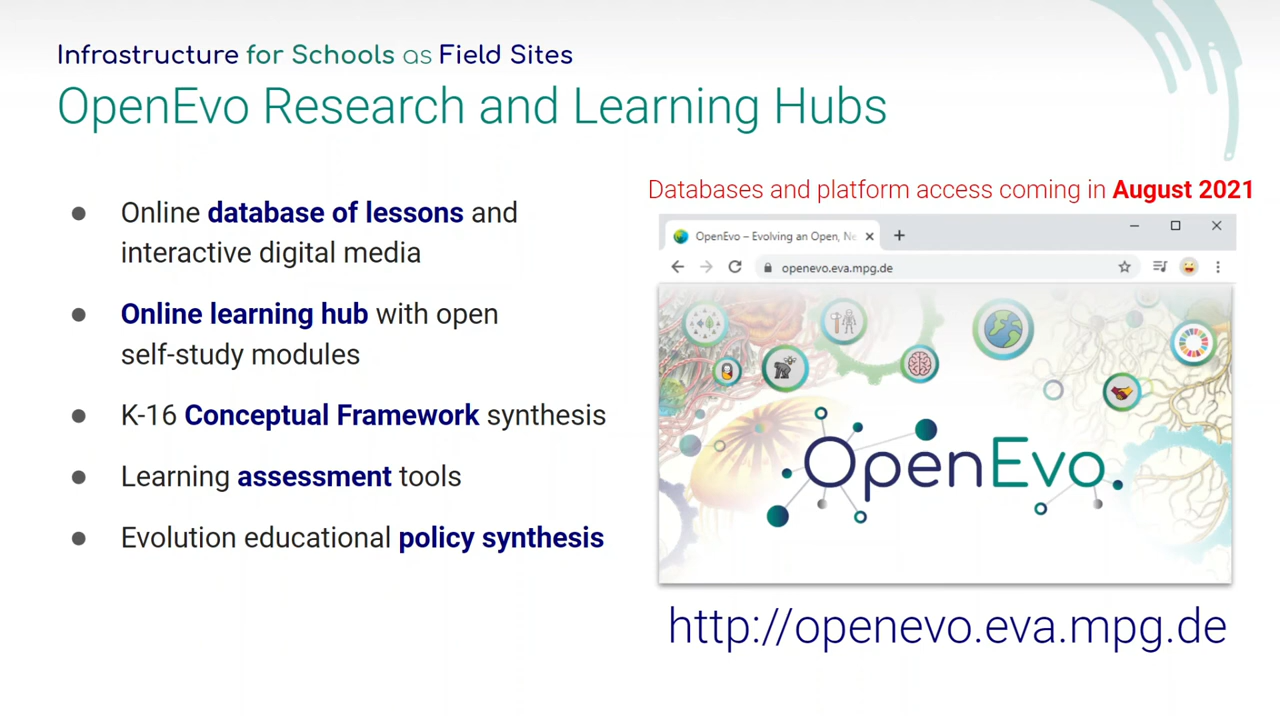 Infrastructure for Schools as Field Sites
OpenEvo Research and Learning Hubs
● Online database of lessons and
interactive digital media
● Online learning hub with open
self-study modules
● K-16 Conceptual Framework synthesis
● Learning assessment tools
● Evolution educational policy synthesis
Databases and platform access coming in August 2021
OpenEvo – Evolving an Open, Ne
openevo.eva.mpg.de
OpenEvo
http://openevo.eva.mpg.de